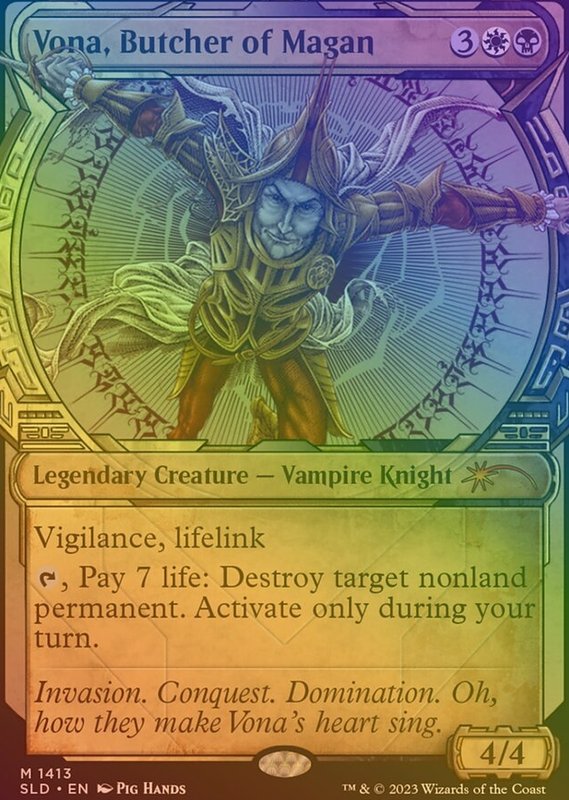 Vona, Butcher of Magan 3
Legendary Creature — Vampire Knight
Vigilance, lifelink
, Pay 7 life: Destroy target nonland
permanent. Activate only during your
turn.
Invasion. Conquest. Domination. Oh,
how they make Vona's heart sing.
4/4
M 1413
SLD • EN Pig Hands
™ & © 2023 Wizards of the Coast